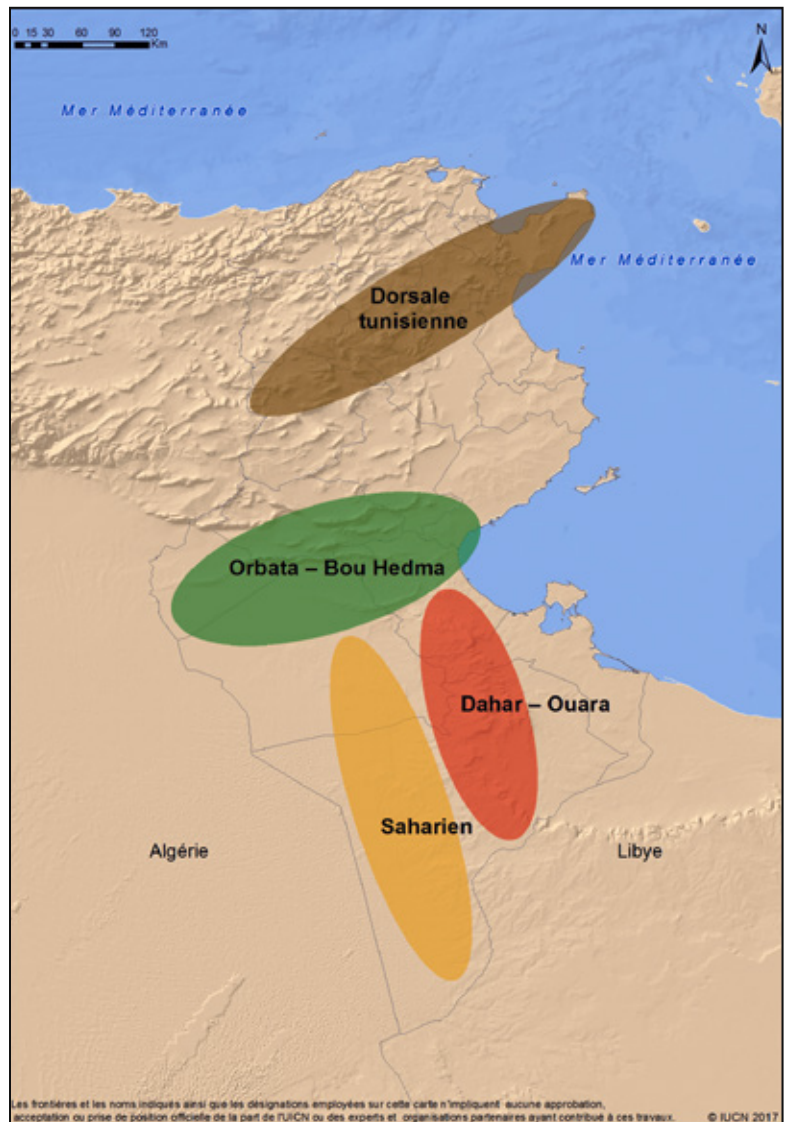 0 15 30 60 90 120
Km
N
Mer Méditerranée
Mer Méditerranée
Dorsale
tunisienne
Orbata – Bou Hedma
Dahar – Ouara
Saharien
Algérie
Libye
Les frontières et les noms indiqués ainsi que les désignations employées sur cette carte n'impliquent aucune approbation,
acceptation ou prise de position officielle de la part de l'UICN ou des experts et organisations partenaires ayant contribué à ces travaux.
© IUCN 2017